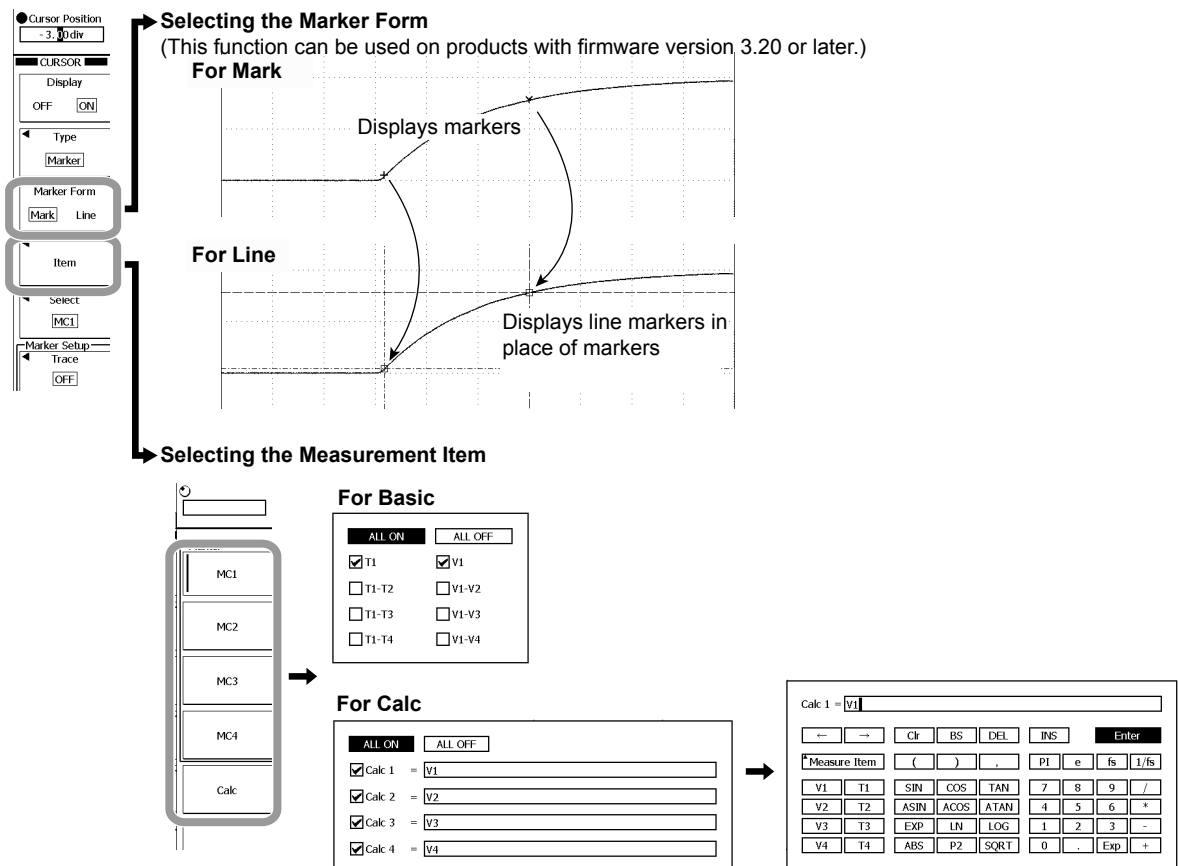 Cursor Position
-3.00div
CURSOR
Display
OFF ON
Type
Marker
Marker Form
Mark Line
Item
Select
MC1
Marker Setup
Trace
OFF
Selecting the Marker Form
(This function can be used on products with firmware version 3.20 or later.)
For Mark
Displays markers
For Line
Displays line markers in
place of markers
Selecting the Measurement Item
MC1
MC2
MC3
MC4
Calc
For Basic
ALL ON ALL OFF
T1 V1
T1-T2 V1-V2
T1-T3 V1-V3
T1-T4 V1-V4
For Calc
ALL ON ALL OFF
Calc 1 = V1
Calc 2 = V2
Calc 3 = V3
Calc 4 = V4
Calc 1 = V1
← → Clr BS DEL INS Enter
Measure Item ( ) , PI e fs 1/fs
V1 T1 SIN COS TAN 7 8 9 /
V2 T2 ASIN ACOS ATAN 4 5 6 *
V3 T3 EXP LN LOG 1 2 3 -
V4 T4 ABS P2 SQRT 0 . Exp +